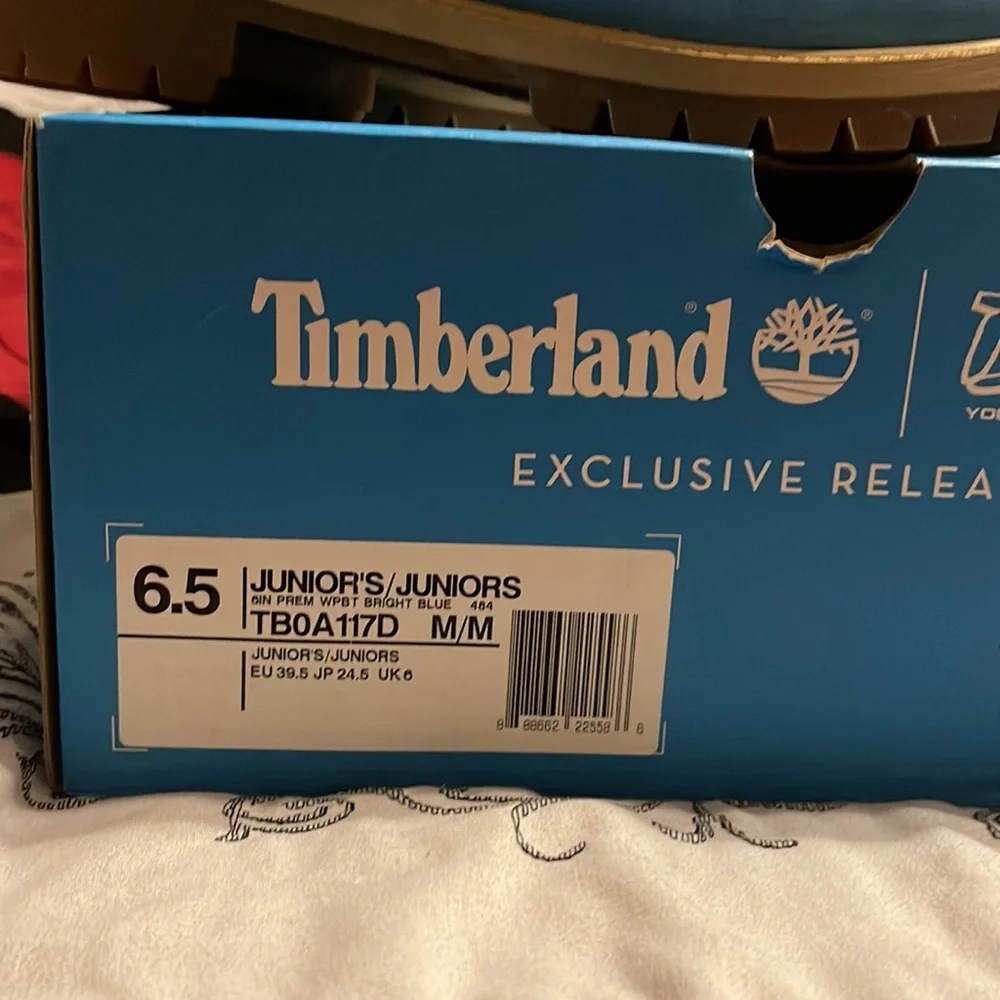 Timberland ® ®
YO
EXCLUSIVE RELEA
6.5 JUNIOR'S/JUNIORS
6IN PREM WPBT BRIGHT BLUE 484
TB0A117D M/M
JUNIOR'S/JUNIORS
EU 39.5 JP 24.5 UK 6
8 88662 22558 6